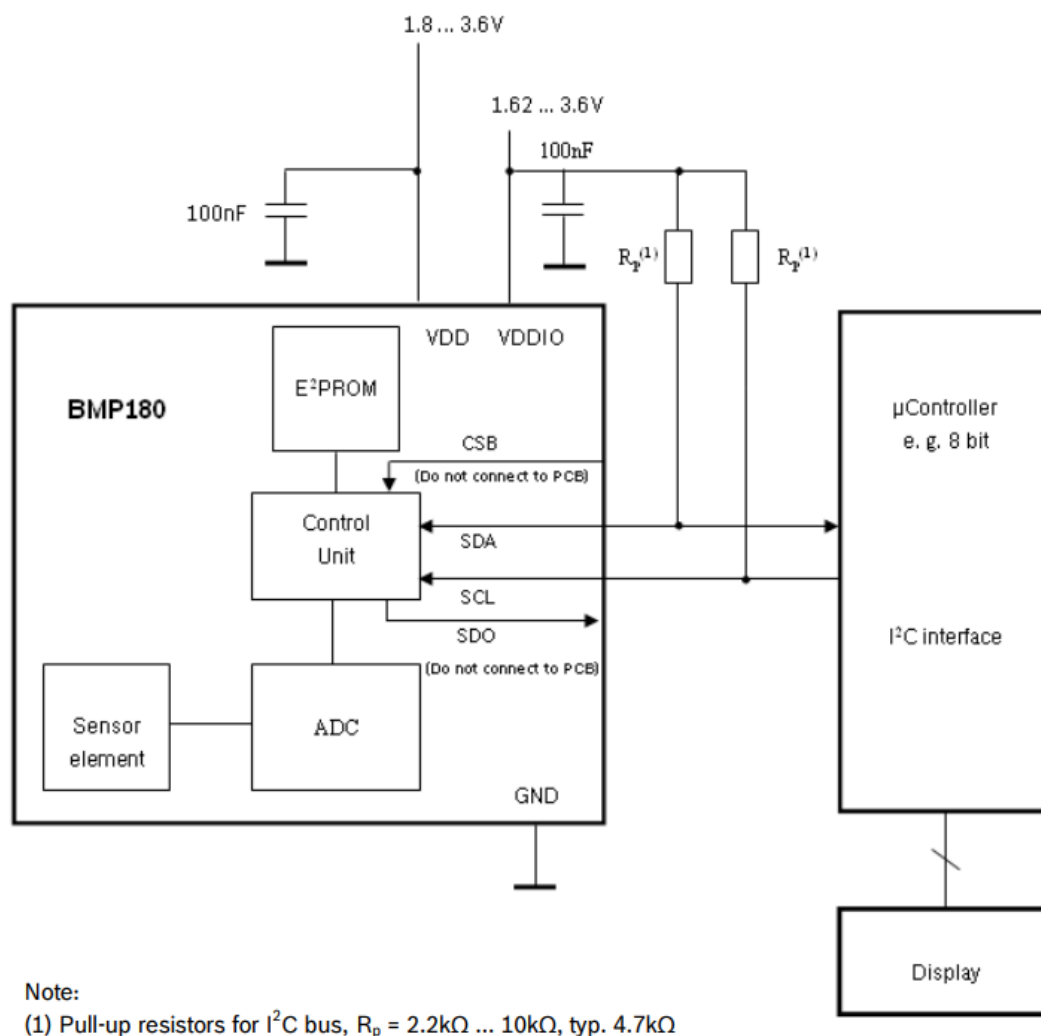 1.8 ... 3.6V
1.62 ... 3.6V
100nF
100nF
Rp(1)
Rp(1)
VDD
VDDIO
E²PROM
BMP180
µController
e. g. 8 bit
CSB
(Do not connect to PCB)
Control
Unit
SDA
SCL
SDO
(Do not connect to PCB)
I²C interface
Sensor
element
ADC
GND
Display
Note:
(1) Pull-up resistors for I²C bus, Rp = 2.2kΩ ... 10kΩ, typ. 4.7kΩ